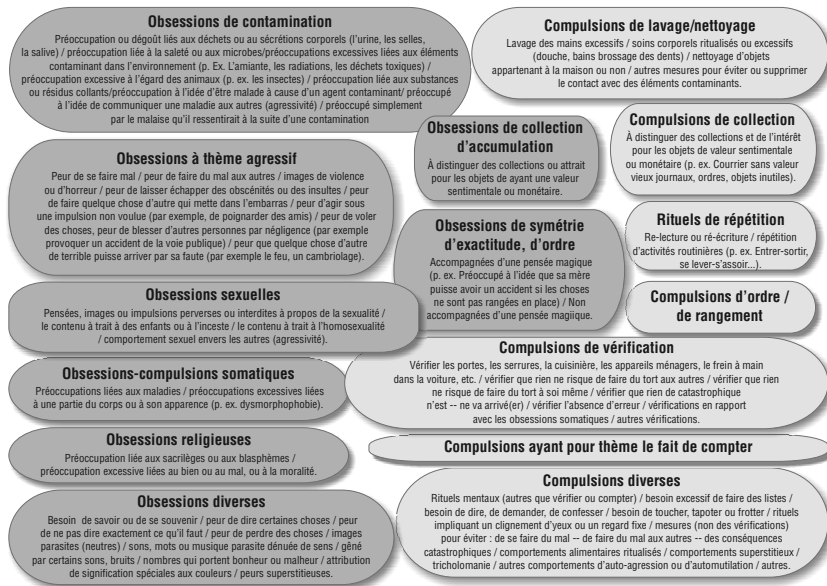 Obsessions de contamination
Préoccupation ou dégoût liés aux déchets ou au sécrétions corporels (l'urine, les selles,
la salive) / préoccupation liée à la saleté ou aux microbes/préoccupations excessives liées aux éléments
contaminant dans l'environnement (p. Ex. L'amiante, les radiations, les déchets toxiques) /
préoccupation excessive à l'égard des animaux (p. ex. les insectes) / préoccupation liée aux substances
ou résidus collants/préoccupation à l'idée d'être malade à cause d'un agent contaminant/ préoccupé
à l'idée de communiquer une maladie aux autres (agressivité) / préoccupé simplement
par le malaise qu'il ressentirait à la suite d'une contamination
Compulsions de lavage/nettoyage
Lavage des mains excessifs / soins corporels ritualisés ou excessifs
(douche, bains brossage des dents) / nettoyage d'objets
appartenant à la maison ou non / autres mesures pour éviter ou supprimer
le contact avec des éléments contaminants.
Obsessions de collection
d'accumulation
À distinguer des collections ou attrait
pour les objets de ayant une valeur
sentimentale ou monétaire.
Compulsions de collection
À distinguer des collections et de l'intérêt
pour les objets de valeur sentimentale
ou monétaire (p. ex. Courrier sans valeur
vieux journaux, ordres, objets inutiles).
Obsessions à thème agressif
Peur de se faire mal / peur de faire du mal aux autres / images de violence
ou d'horreur / peur de laisser échapper des obscénités ou des insultes / peur
de faire quelque chose d'autre qui mette dans l'embarras / peur d'agir sous
une impulsion non voulue (par exemple, de poignarder des amis) / peur de voler
des choses, peur de blesser d'autres personnes par négligence (par exemple
provoquer un accident de la voie publique) / peur que quelque chose d'autre
de terrible puisse arriver par sa faute (par exemple le feu, un cambriolage).
Obsessions de symétrie
d'exactitude, d'ordre
Accompagnées d'une pensée magique
(p. ex. Préoccupé à l'idée que sa mère
puisse avoir un accident si les choses
ne sont pas rangées en place) / Non
accompagnées d'une pensée magiique.
Rituels de répétition
Re-lecture ou ré-écriture / répétition
d'activités routinières (p. ex. Entrer-sortir,
se lever-s'assoir...).
Compulsions d'ordre /
de rangement
Obsessions sexuelles
Pensées, images ou impulsions perverses ou interdites à propos de la sexualité /
le contenu à trait à des enfants ou à l'inceste / le contenu à trait à l'homosexualité
/ comportement sexuel envers les autres (agressivité).
Compulsions de vérification
Vérifier les portes, les serrures, la cuisinière, les appareils ménagers, le frein à main
dans la voiture, etc. / vérifier que rien ne risque de faire du tort aux autres / vérifier que rien
ne risque de faire du tort à soi même / vérifier que rien de catastrophique
n'est -- ne va arrivé(er) / vérifier l'absence d'erreur / vérifications en rapport
avec les obsessions somatiques / autres vérifications.
Obsessions-compulsions somatiques
Préoccupations liées aux maladies / préoccupations excessives liées
à une partie du corps ou à son apparence (p. ex. dysmorphophobie).
Obsessions religieuses
Préoccupation liée aux sacrilèges ou aux blasphèmes /
préoccupation excessive liées au bien ou au mal, ou à la moralité.
Compulsions ayant pour thème le fait de compter
Obsessions diverses
Besoin de savoir ou de se souvenir / peur de dire certaines choses / peur
de ne pas dire exactement ce qu'il faut / peur de perdre des choses / images
parasites (neutres) / sons, mots ou musique parasite dénuée de sens / gêné
par certains sons, bruits / nombres qui portent bonheur ou malheur / attribution
de signification spéciales aux couleurs / peurs superstitieuses.
Compulsions diverses
Rituels mentaux (autres que vérifier ou compter) / besoin excessif de faire des listes /
besoin de dire, de demander, de confesser / besoin de toucher, tapoter ou frotter / rituels
impliquant un clignement d'yeux ou un regard fixe / mesures (non des vérifications)
pour éviter : de se faire du mal -- de faire du mal aux autres -- des conséquences
catastrophiques / comportements alimentaires ritualisés / comportements superstitieux /
tricholomanie / autres comportements d'auto-agression ou d'automutilation / autres.